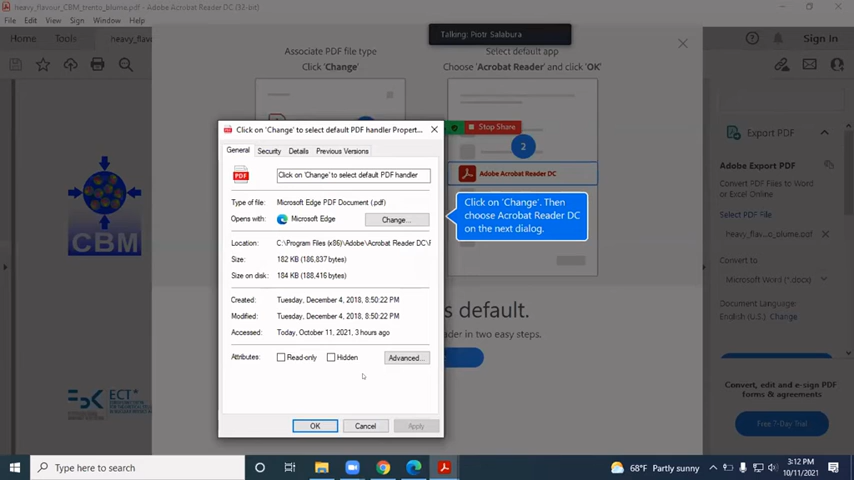 heavy_flavour_CBM_trento_blume.pdf - Adobe Acrobat Reader DC (32-bit)
File Edit View Sign Window Help
Home Tools heavy_flavour_CBM
Sign In
Talking: Piotr Salabura
Associate PDF file type
Click 'Change'
Select default app
Choose 'Acrobat Reader' and click 'OK'
Stop Share
2
Adobe Acrobat Reader DC
Click on 'Change'. Then
choose Acrobat Reader DC
on the next dialog.
Click on 'Change' to select default PDF handler Propert...
General Security Details Previous Versions
PDF
Click on 'Change' to select default PDF handler
Type of file: Microsoft Edge PDF Document (.pdf)
Opens with: Microsoft Edge Change...
Location: C:\Program Files (x86)\Adobe\Acrobat Reader DC\F
Size: 182 KB (186,837 bytes)
Size on disk: 184 KB (188,416 bytes)
Created: Tuesday, December 4, 2018, 8:50:22 PM
Modified: Tuesday, December 4, 2018, 8:50:22 PM
Accessed: Today, October 11, 2021, 3 hours ago
Attributes: Read-only Hidden Advanced...
OK Cancel Apply
s default.
ader in two easy steps.
CBM
ECT*
Export PDF
Adobe Export PDF
Convert PDF Files to Word
or Excel Online
Select PDF File
heavy_fl...o_blume.pdf
Convert to
Microsoft Word (*.docx)
Document Language:
English (U.S.) Change
Convert, edit and e-sign PDF
forms & agreements
Free 7-Day Trial
Type here to search
68°F Partly sunny
3:12 PM
10/11/2021